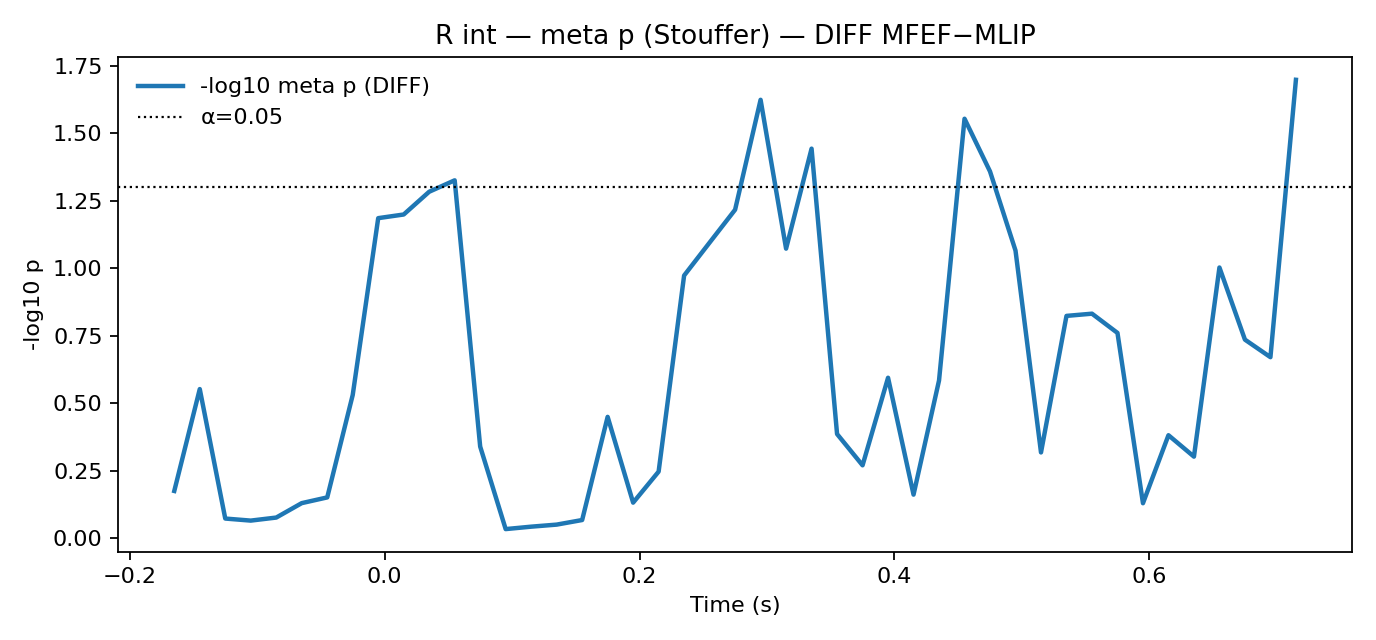 R int — meta p (Stouffer) — DIFF MFEF−MLIP
-log10 meta p (DIFF)
α=0.05
-log10 p
1.75
1.50
1.25
1.00
0.75
0.50
0.25
0.00
−0.2 0.0 0.2 0.4 0.6
Time (s)